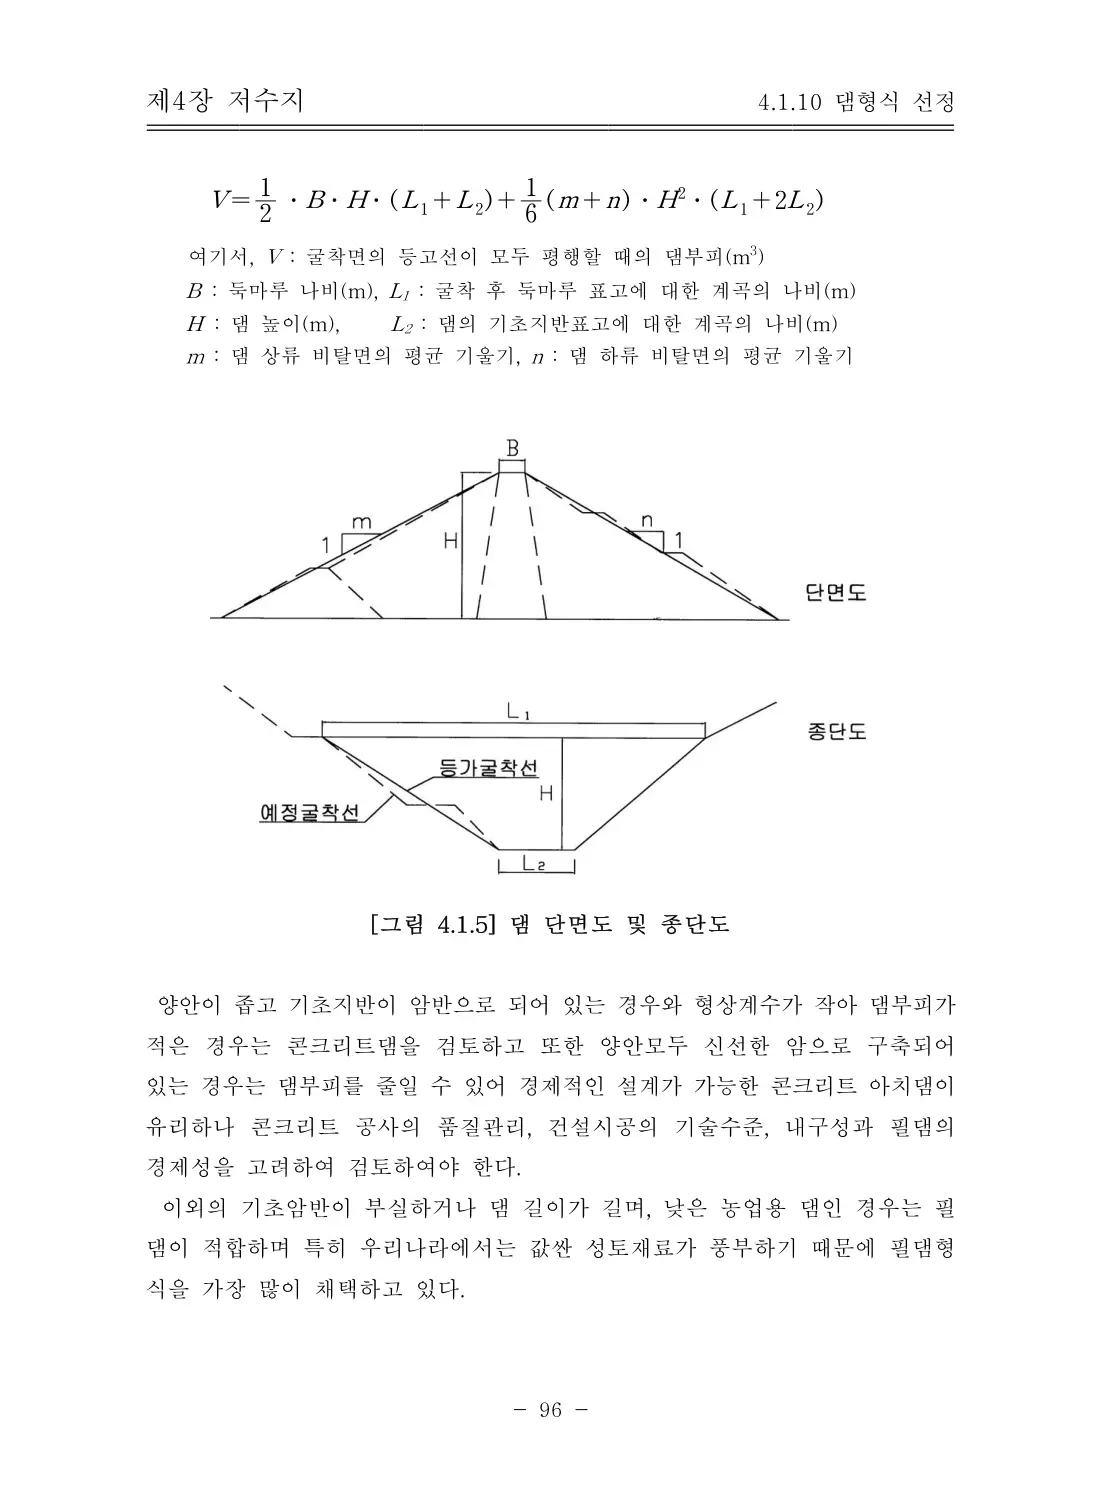 제4장 저수지
4.1.10 댐형식 선정
V=1/2 · B · H · (L₁+L₂)+1/6(m+n) · H² · (L₁+2L₂)
여기서, V : 굴착면의 등고선이 모두 평행할 때의 댐부피(m³)
B : 둑마루 나비(m), L₁ : 굴착 후 둑마루 표고에 대한 계곡의 나비(m)
H : 댐 높이(m), L₂ : 댐의 기초지반표고에 대한 계곡의 나비(m)
m : 댐 상류 비탈면의 평균 기울기, n : 댐 하류 비탈면의 평균 기울기
B
m
1
H
n
1
단면도
L₁
종단도
등가굴착선
H
예정굴착선
L₂
[그림 4.1.5] 댐 단면도 및 종단도
양안이 좁고 기초지반이 암반으로 되어 있는 경우와 형상계수가 작아 댐부피가
적은 경우는 콘크리트댐을 검토하고 또한 양안모두 신선한 암으로 구축되어
있는 경우는 댐부피를 줄일 수 있어 경제적인 설계가 가능한 콘크리트 아치댐이
유리하나 콘크리트 공사의 품질관리, 건설시공의 기술수준, 내구성과 필댐의
경제성을 고려하여 검토하여야 한다.
이외의 기초암반이 부실하거나 댐 길이가 길며, 낮은 농업용 댐인 경우는 필
댐이 적합하며 특히 우리나라에서는 값싼 성토재료가 풍부하기 때문에 필댐형
식을 가장 많이 채택하고 있다.
- 96 -